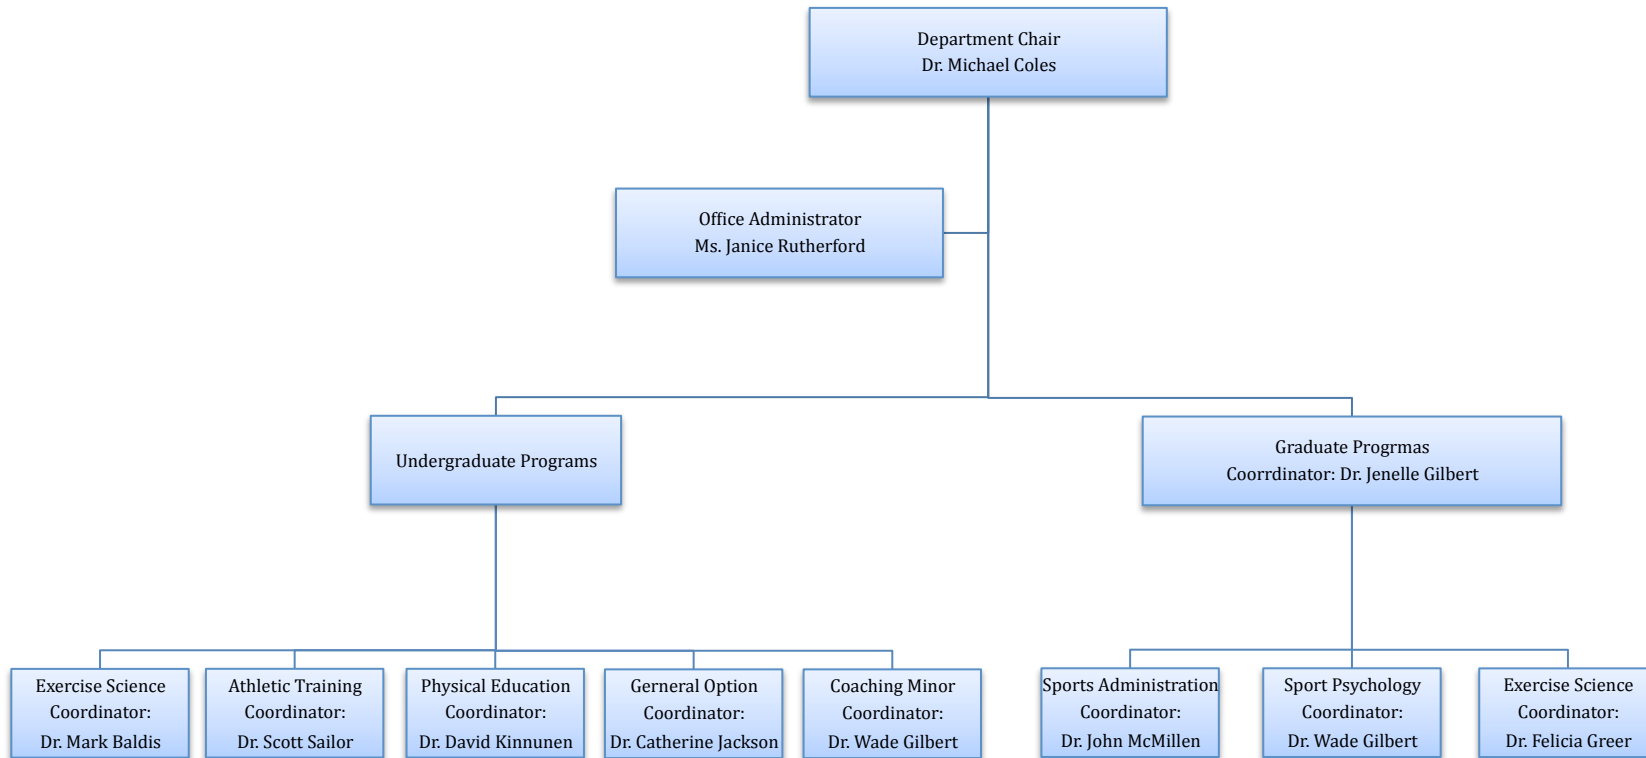 Department Chair
Dr. Michael Coles
Office Administrator
Ms. Janice Rutherford
Undergraduate Programs
Graduate Progrmas
Coorrdinator: Dr. Jenelle Gilbert
Exercise Science
Coordinator:
Dr. Mark Baldis
Athletic Training
Coordinator:
Dr. Scott Sailor
Physical Education
Coordinator:
Dr. David Kinnunen
Gerneral Option
Coordinator:
Dr. Catherine Jackson
Coaching Minor
Coordinator:
Dr. Wade Gilbert
Sports Administration
Coordinator:
Dr. John McMillen
Sport Psychology
Coordinator:
Dr. Wade Gilbert
Exercise Science
Coordinator:
Dr. Felicia Greer